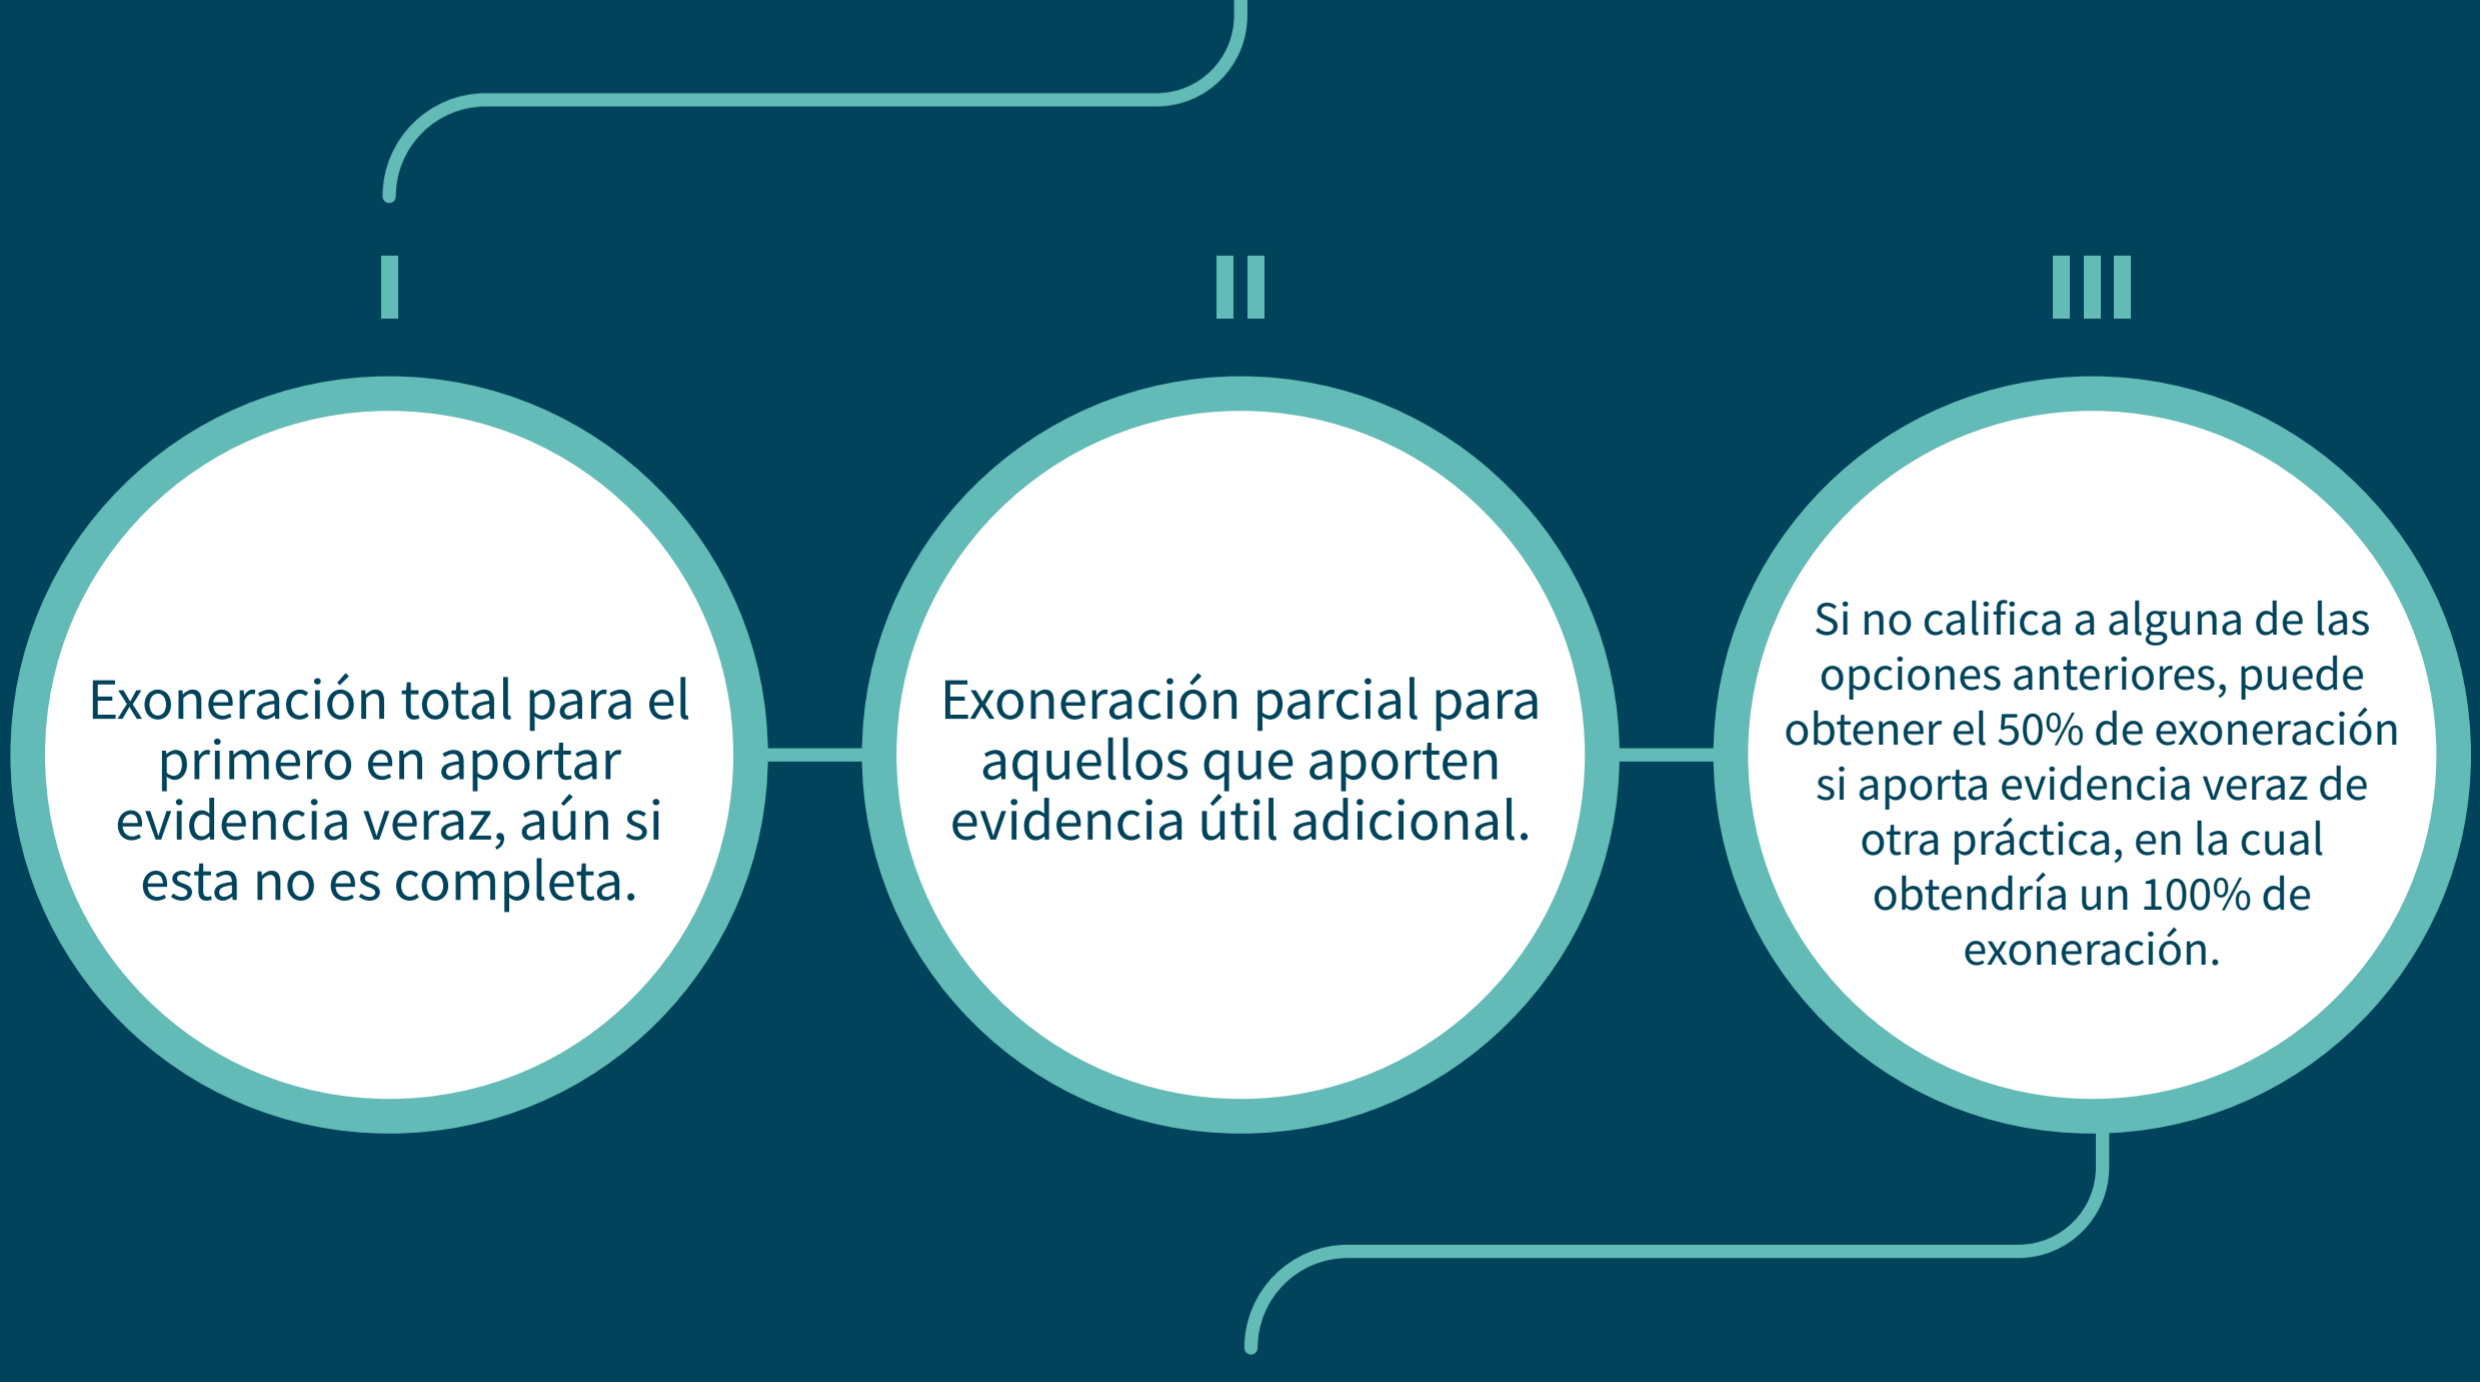 I
II
III
Exoneración total para el
primero en aportar
evidencia veraz, aún si
esta no es completa.
Exoneración parcial para
aquellos que aporten
evidencia útil adicional.
Si no califica a alguna de las
opciones anteriores, puede
obtener el 50% de exoneración
si aporta evidencia veraz de
otra práctica, en la cual
obtendría un 100% de
exoneración.